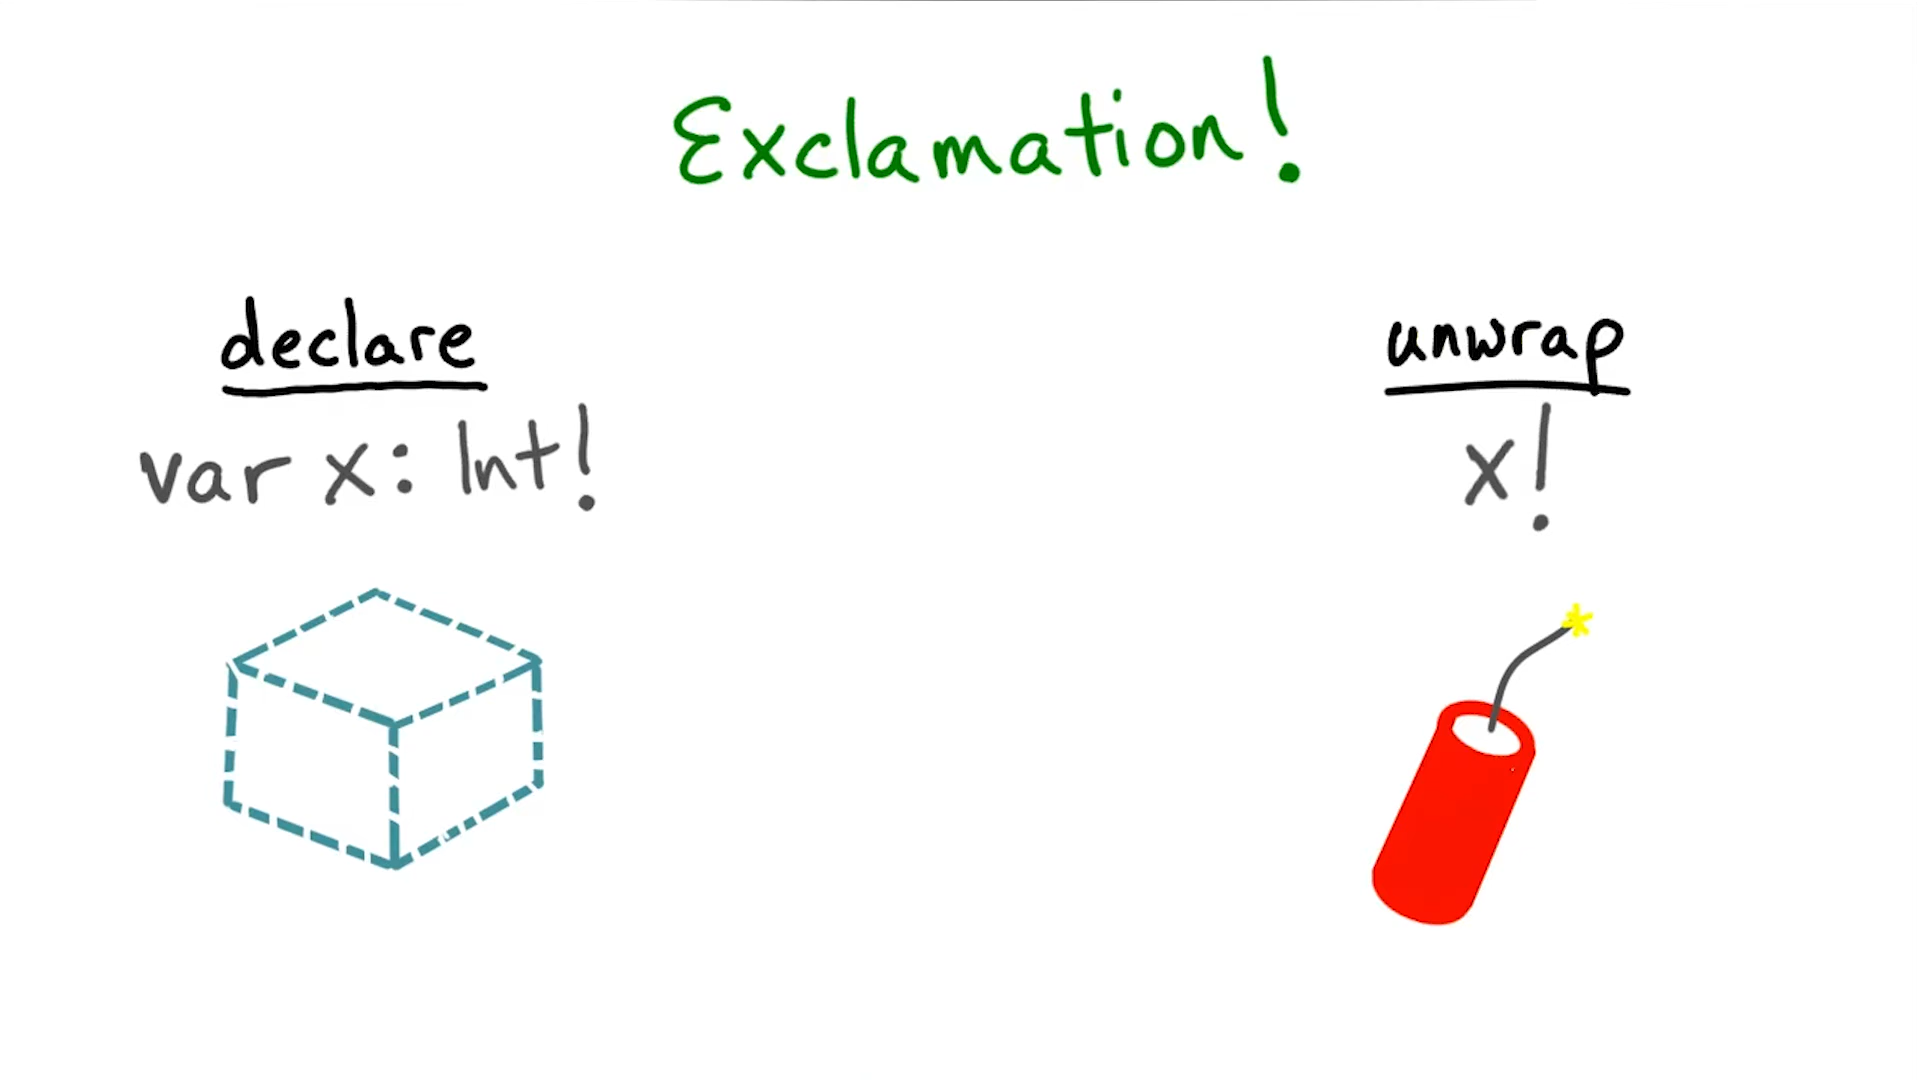 Exclamation!
declare
var x: Int!
unwrap
x!